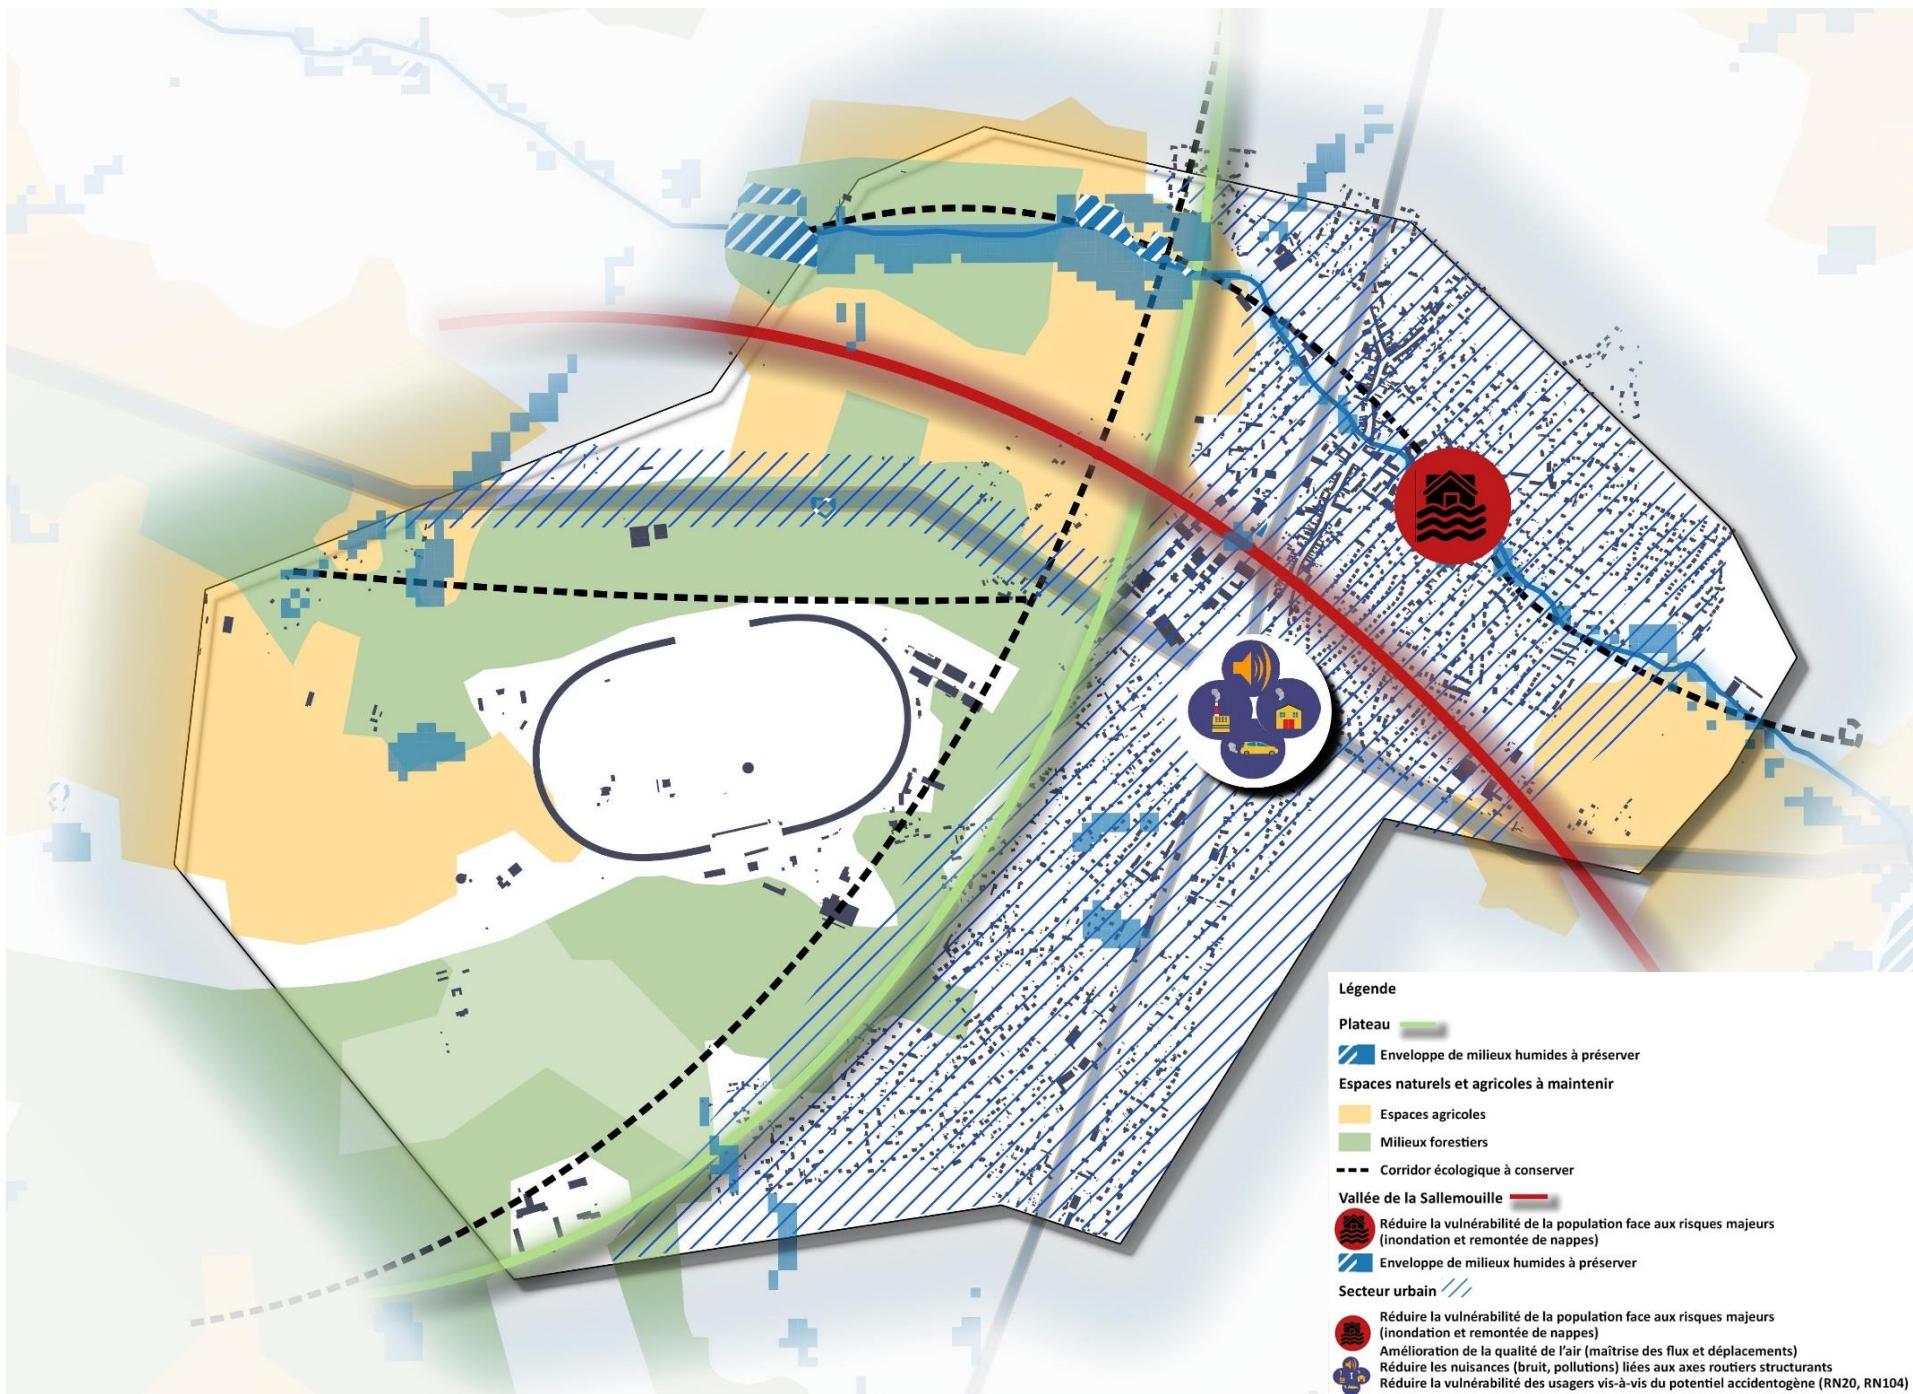 Légende
Plateau
Enveloppe de milieux humides à préserver
Espaces naturels et agricoles à maintenir
Espaces agricoles
Milieux forestiers
Corridor écologique à conserver
Vallée de la Sallemouille
Réduire la vulnérabilité de la population face aux risques majeurs
(inondation et remontée de nappes)
Enveloppe de milieux humides à préserver
Secteur urbain
Réduire la vulnérabilité de la population face aux risques majeurs
(inondation et remontée de nappes)
Amélioration de la qualité de l'air (maîtrise des flux et déplacements)
Réduire les nuisances (bruit, pollutions) liées aux axes routiers structurants
Réduire la vulnérabilité des usagers vis-à-vis du potentiel accidentogène (RN20, RN104)